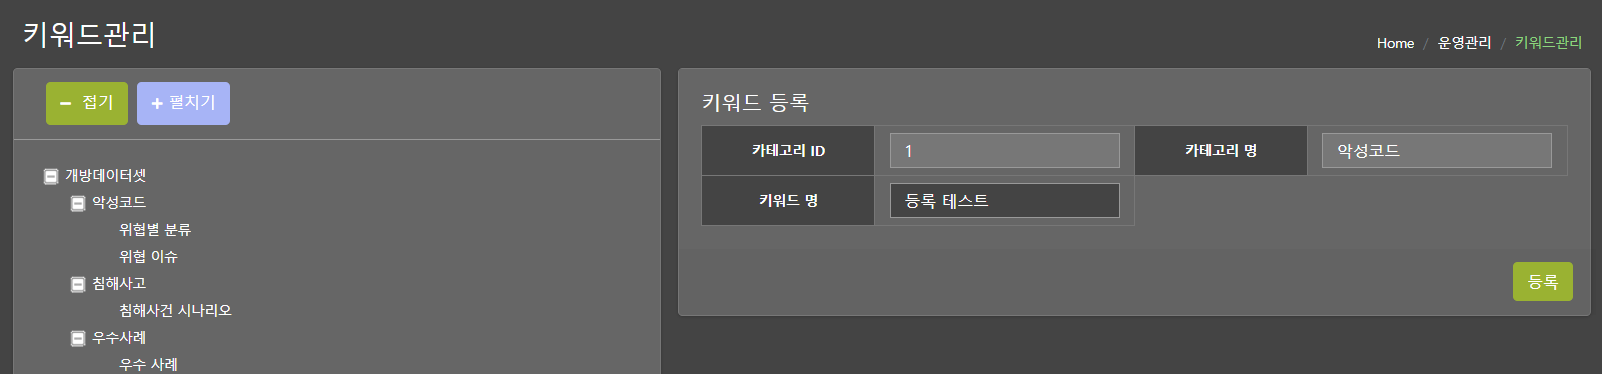 키워드관리
Home / 운영관리 / 키워드관리
접기 펼치기
개방데이터셋
악성코드
위협별 분류
위협 이슈
침해사고
침해사건 시나리오
우수사례
우수 사례
키워드 등록
카테고리 ID 1 카테고리 명 악성코드
키워드 명 등록 테스트
등록